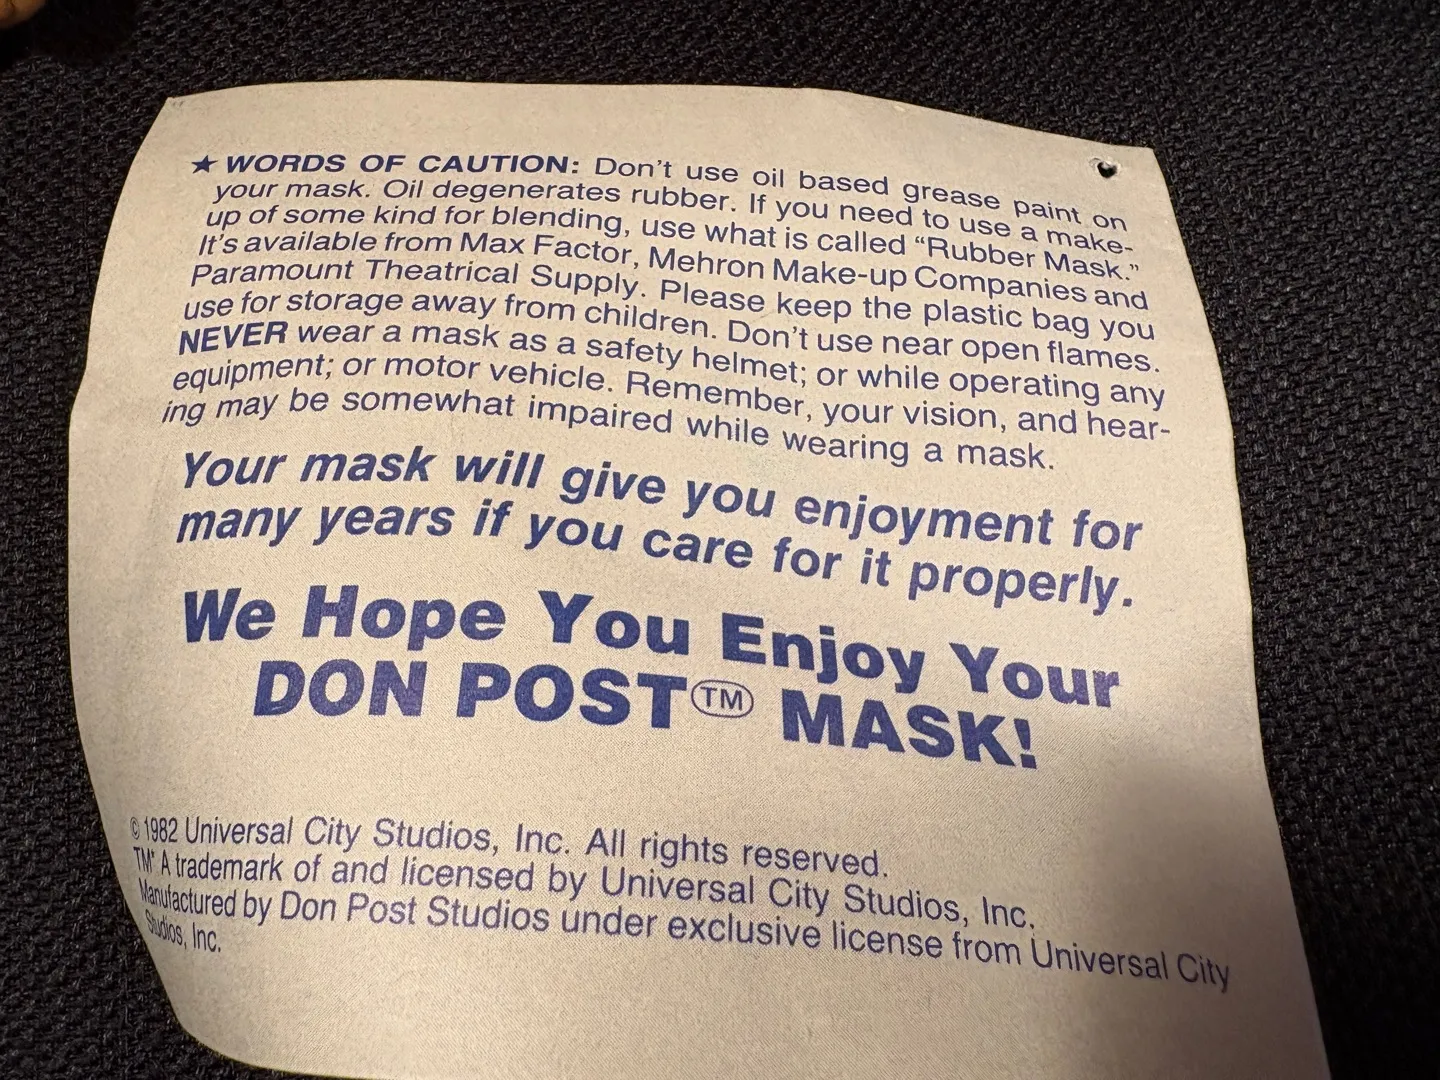 ★ WORDS OF CAUTION: Don't use oil based grease paint on
your mask. Oil degenerates rubber. If you need to use a make-
up of some kind for blending, use what is called “Rubber Mask.”
It's available from Max Factor, Mehron Make-up Companies and
Paramount Theatrical Supply. Please keep the plastic bag you
use for storage away from children. Don't use near open flames.
NEVER wear a mask as a safety helmet; or while operating any
equipment; or motor vehicle. Remember, your vision, and hear-
ing may be somewhat impaired while wearing a mask.
Your mask will give you enjoyment for
many years if you care for it properly.
We Hope You Enjoy Your
DON POST™ MASK!
© 1982 Universal City Studios, Inc. All rights reserved.
TM* A trademark of and licensed by Universal City Studios, Inc.
Manufactured by Don Post Studios under exclusive license from Universal City
Studios, Inc.